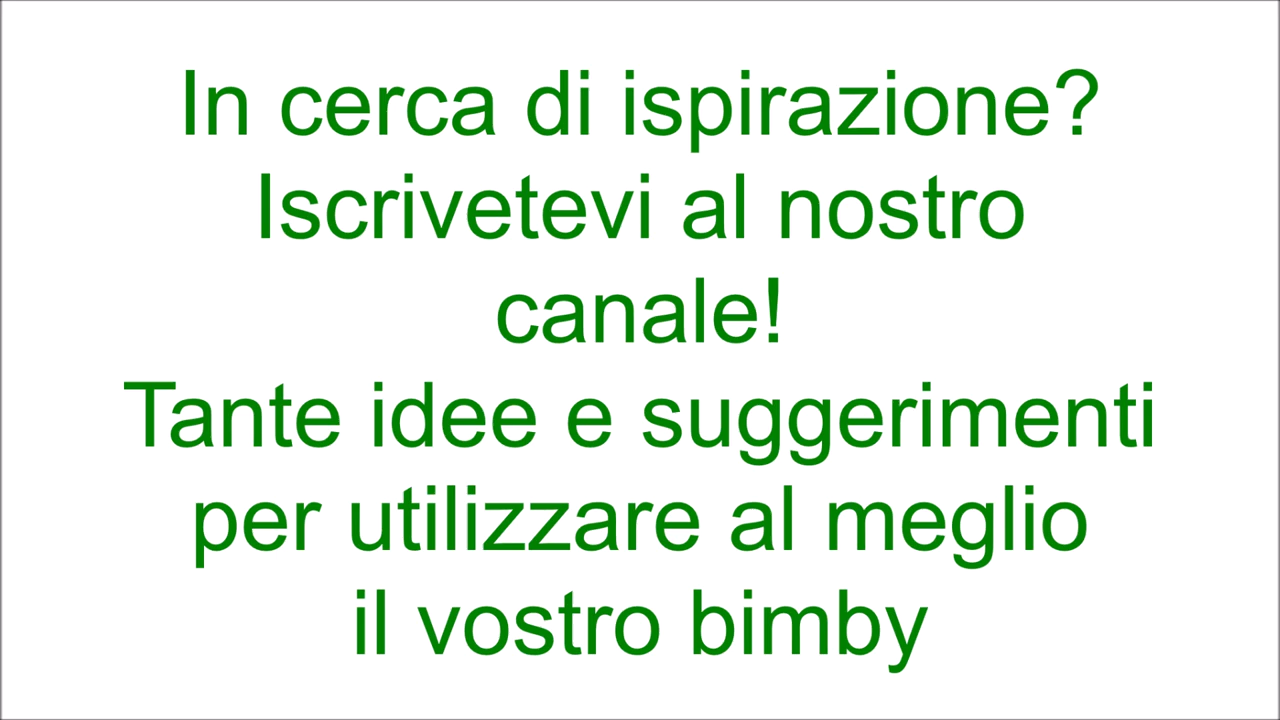 In cerca di ispirazione?
Iscrivetevi al nostro
canale!
Tante idee e suggerimenti
per utilizzare al meglio
il vostro bimby